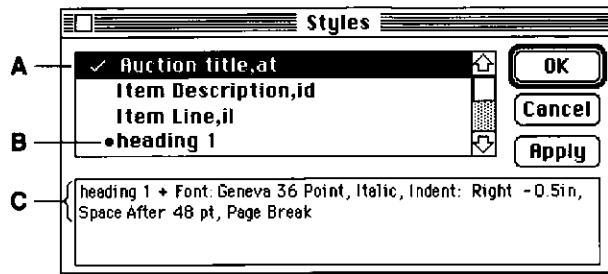 Styles
A
✓ Auction title,at
OK
Item Description,id
Item Line,il
Cancel
B
•heading 1
Apply
C
heading 1 + Font: Geneva 36 Point, Italic, Indent: Right -0.5in,
Space After 48 pt, Page Break